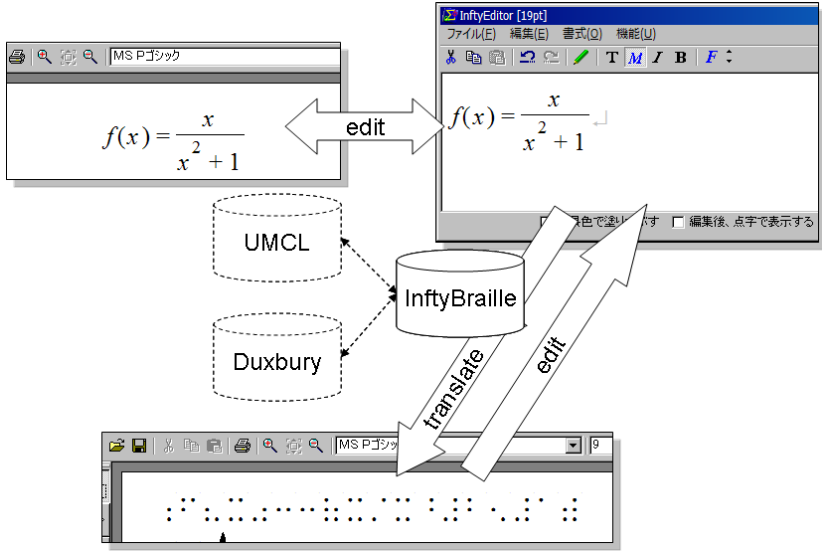 InftyEditor [19pt]
ファイル(F) 編集(E) 書式(O) 機能(U)
T M I B F
MS Pゴシック
f(x) = x / (x^2 + 1)
edit
f(x) = x / (x^2 + 1)
編集後、点字で表示する
UMCL
InftyBraille
Duxbury
translate
edit
MS Pゴシッ
9